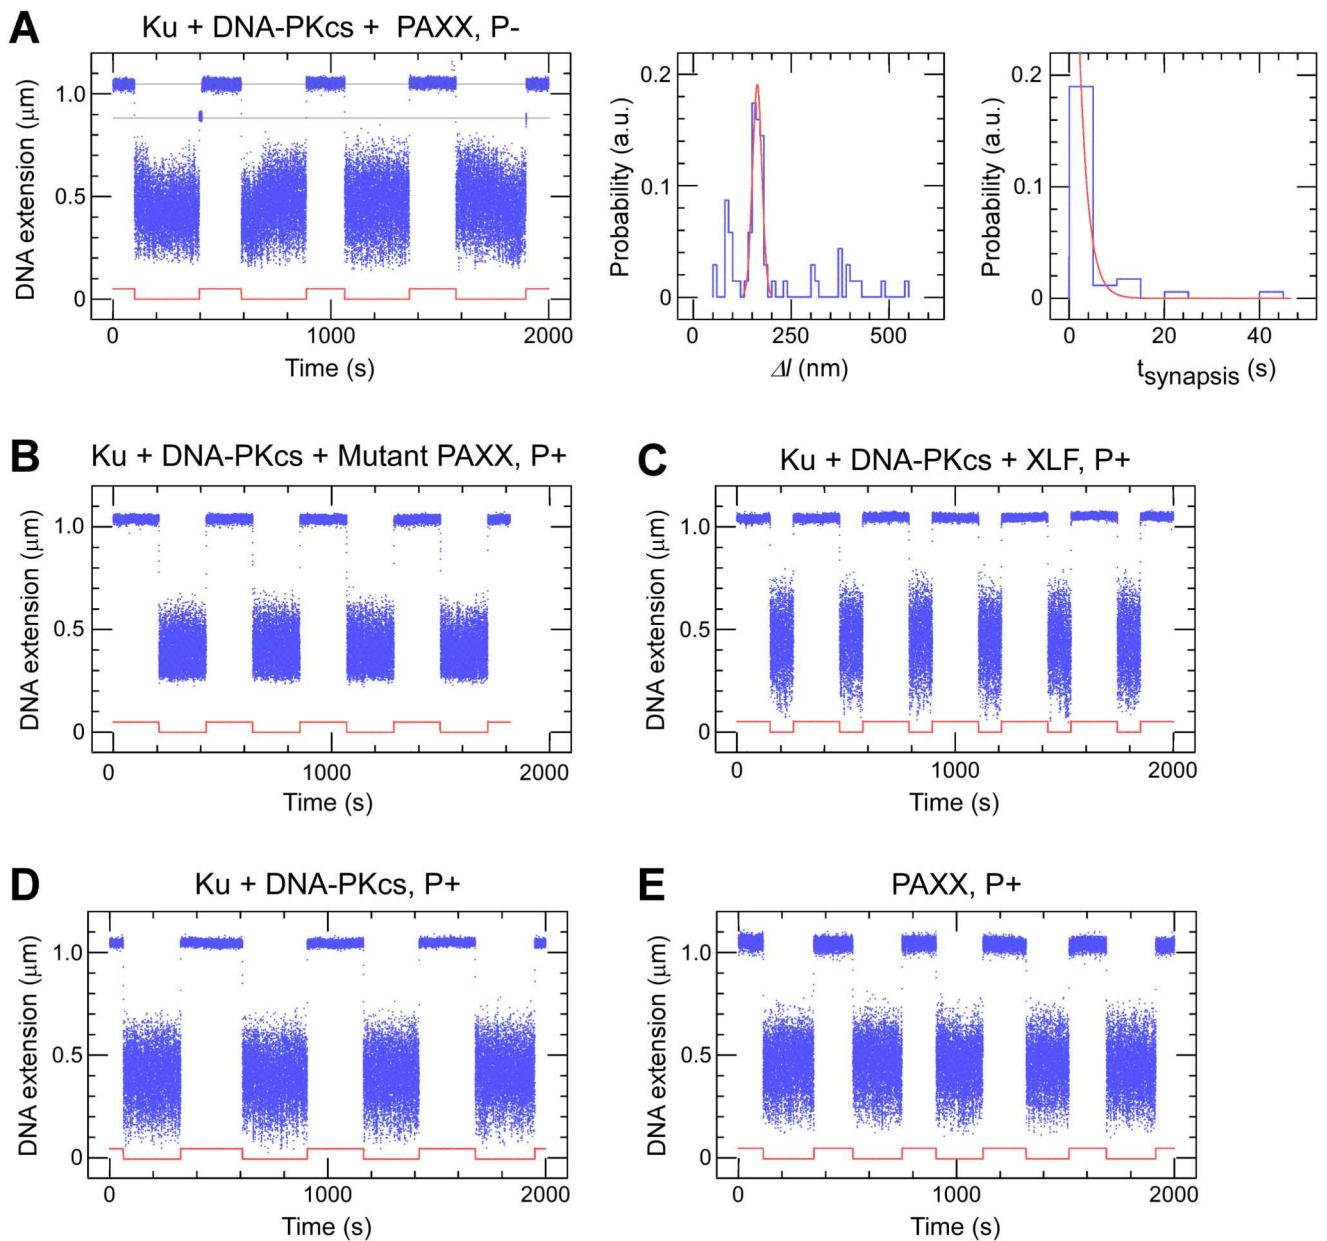 A
Ku + DNA-PKcs + PAXX, P-
DNA extension (μm)
1.0
0.5
0
0
1000
2000
Time (s)
Probability (a.u.)
0.2
0.1
0
0
250
500
Δl (nm)
Probability (a.u.)
0.2
0.1
0
0
20
40
tsynapsis (s)
B
Ku + DNA-PKcs + Mutant PAXX, P+
DNA extension (μm)
1.0
0.5
0
0
1000
2000
Time (s)
C
Ku + DNA-PKcs + XLF, P+
DNA extension (μm)
1.0
0.5
0
0
1000
2000
Time (s)
D
Ku + DNA-PKcs, P+
DNA extension (μm)
1.0
0.5
0
0
1000
2000
Time (s)
E
PAXX, P+
DNA extension (μm)
1.0
0.5
0
0
1000
2000
Time (s)